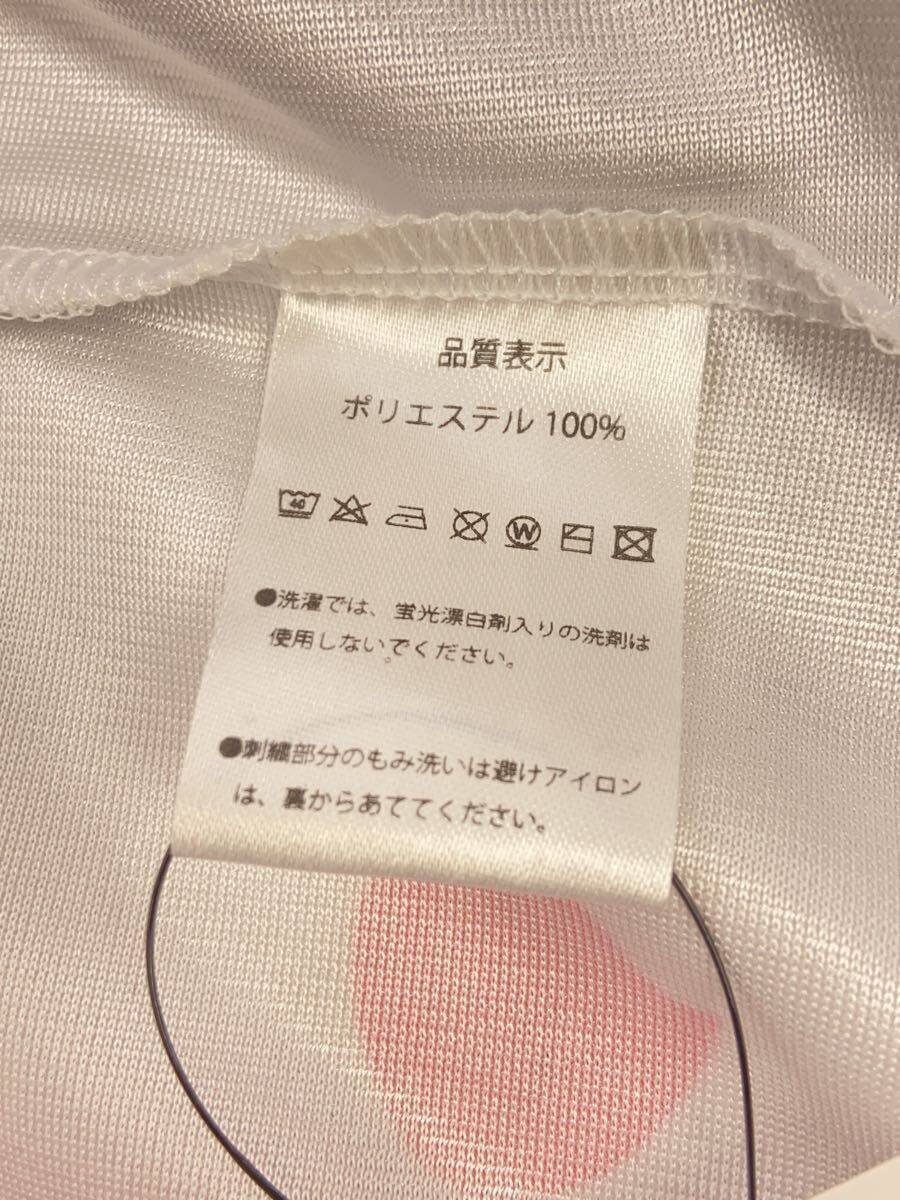 品質表示
ポリエステル 100%
40
W
●洗濯では、蛍光漂白剤入りの洗剤は
使用しないでください。
●刺繍部分のもみ洗いは避けアイロン
は、裏からあててください。